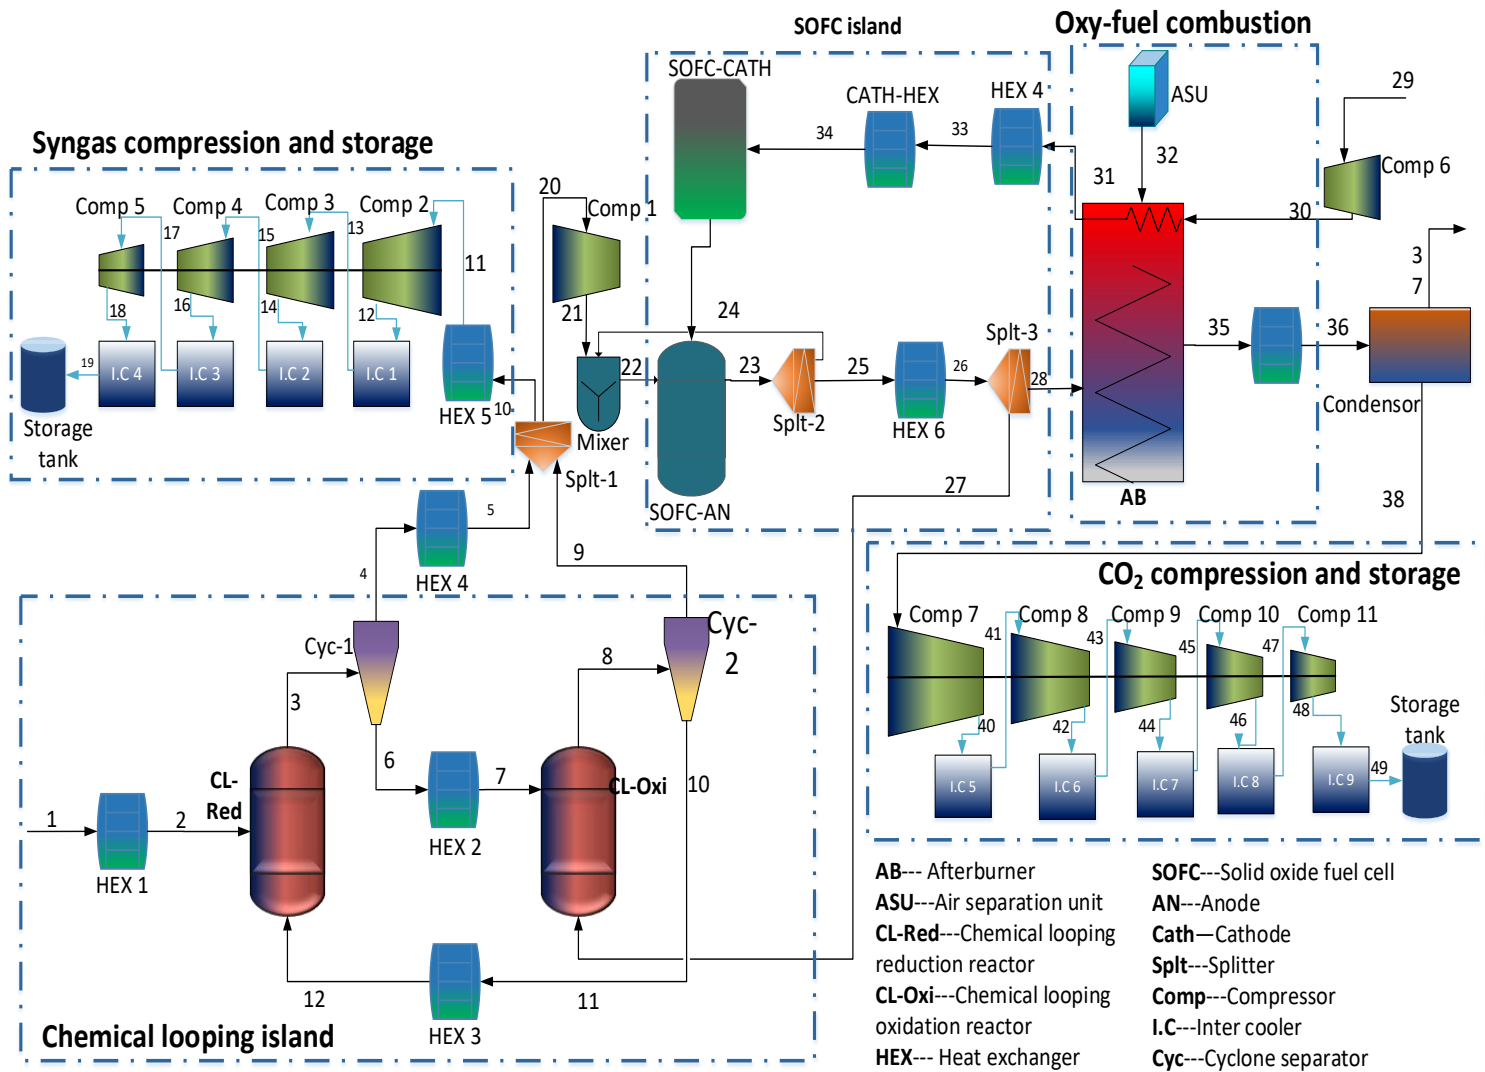 SOFC island
Oxy-fuel combustion
Syngas compression and storage
SOFC-CATH
CATH-HEX
HEX 4
ASU
29
34
33
32
31
30
Comp 6
3
7
Comp 5
Comp 4
Comp 3
Comp 2
17
15
13
11
18
16
14
12
19
I.C 4
I.C 3
I.C 2
I.C 1
Storage
tank
HEX 5
10
20
Comp 1
21
22
Mixer
Splt-1
24
23
Splt-2
25
HEX 6
26
Splt-3
28
27
SOFC-AN
AB
35
36
Condensor
38
4
HEX 4
5
9
CO2 compression and storage
Comp 7
Comp 8
Comp 9
Comp 10
Comp 11
41
43
45
47
40
42
44
46
48
I.C 5
I.C 6
I.C 7
I.C 8
I.C 9
49
Storage
tank
Cyc-1
Cyc-
2
3
8
6
7
10
CL-
Red
CL-Oxi
1
2
HEX 1
HEX 2
12
11
HEX 3
Chemical looping island
AB--- Afterburner
ASU---Air separation unit
CL-Red---Chemical looping
reduction reactor
CL-Oxi---Chemical looping
oxidation reactor
HEX--- Heat exchanger
SOFC---Solid oxide fuel cell
AN---Anode
Cath—Cathode
Splt---Splitter
Comp---Compressor
I.C---Inter cooler
Cyc---Cyclone separator